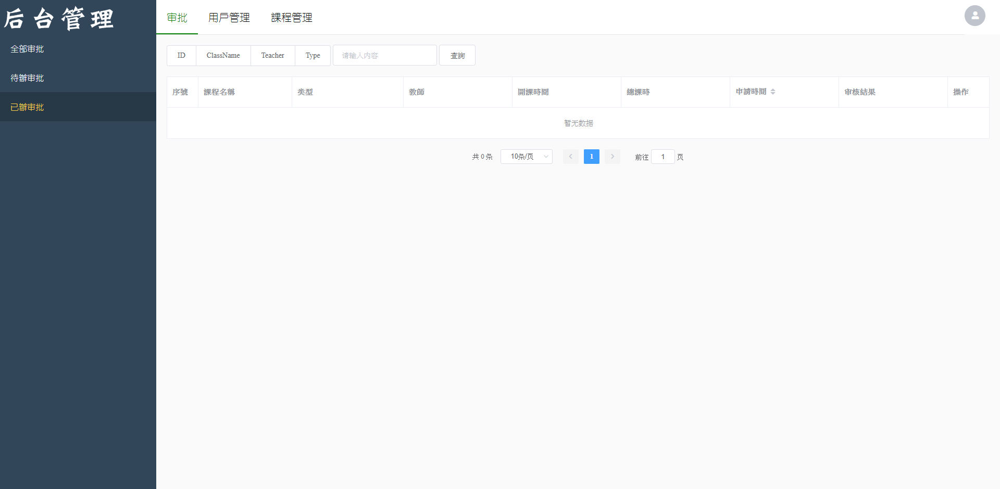 后台管理
全部审批
待辦审批
已辦审批
审批 用戶管理 課程管理
ID ClassName Teacher Type 请输入内容 查詢
序號 課程名稱 类型 教師 開課時間 總課時 申請時間 审核結果 操作
暂无数据
共 0 条 10条/页 1 前往 1 页